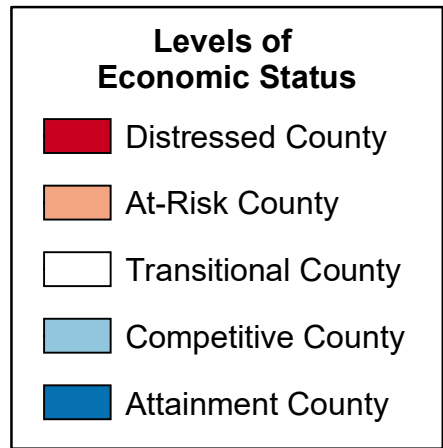 Levels of
Economic Status
Distressed County
At-Risk County
Transitional County
Competitive County
Attainment County